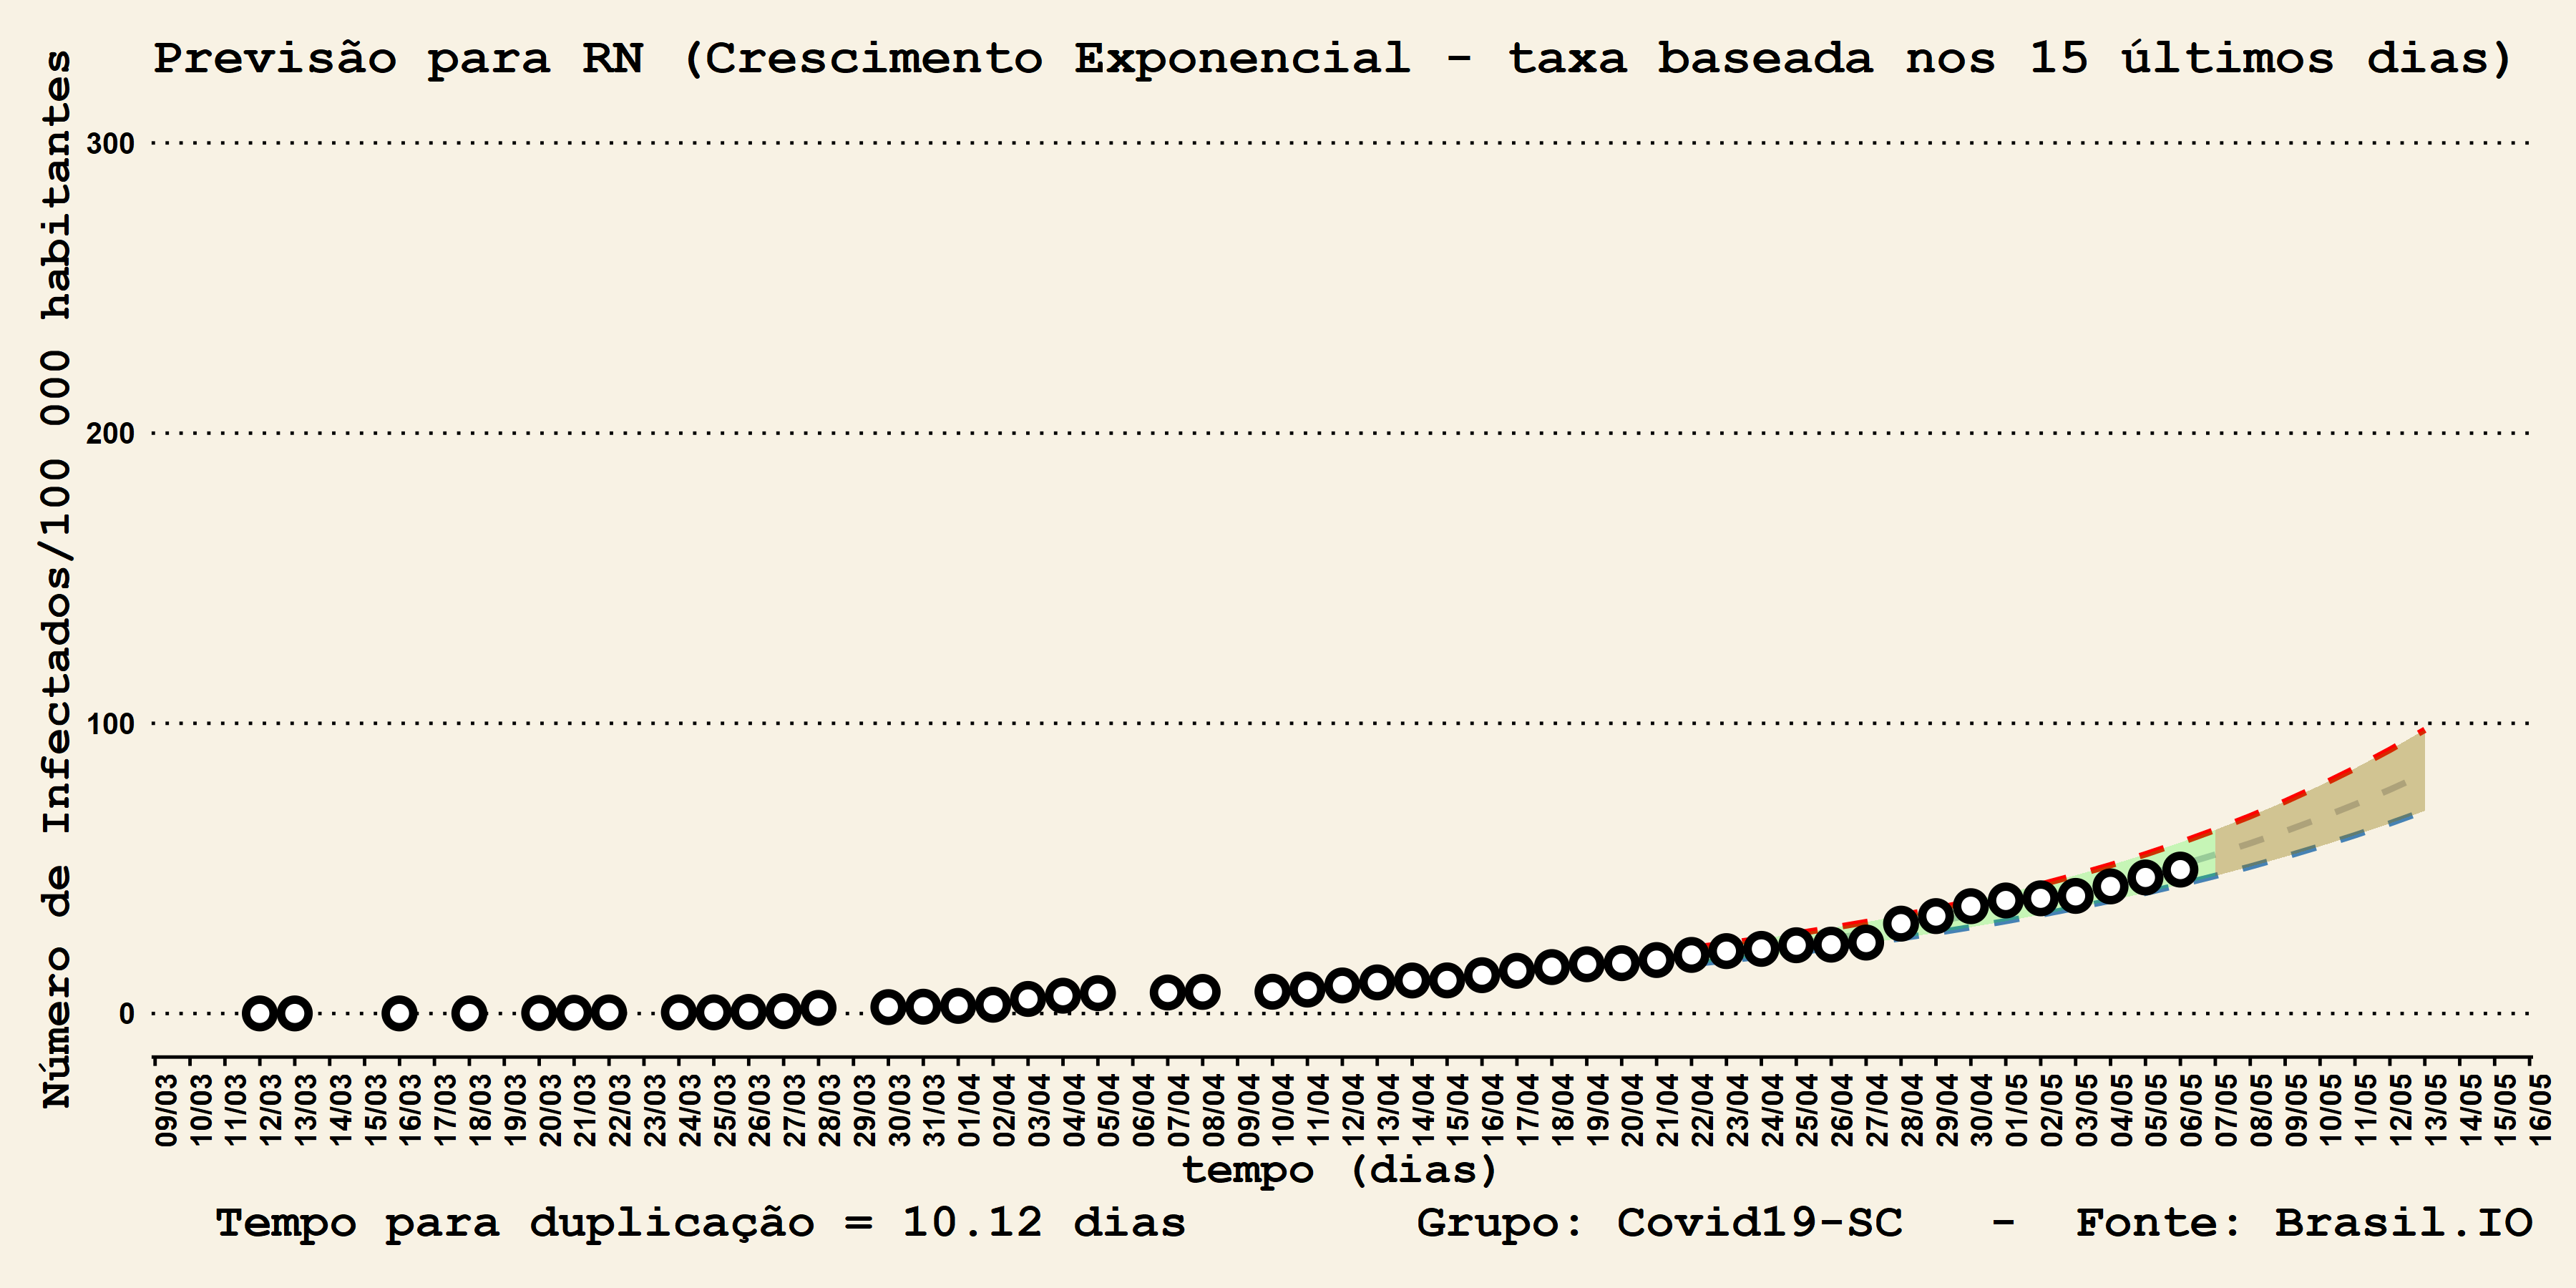 Previsão para RN (Crescimento Exponencial - taxa baseada nos 15 últimos dias)
Número de Infectados/100 000 habitantes
300
200
100
0
09/03 10/03 11/03 12/03 13/03 14/03 15/03 16/03 17/03 18/03 19/03 20/03 21/03 22/03 23/03 24/03 25/03 26/03 27/03 28/03 29/03 30/03 31/03 01/04 02/04 03/04 04/04 05/04 06/04 07/04 08/04 09/04 10/04 11/04 12/04 13/04 14/04 15/04 16/04 17/04 18/04 19/04 20/04 21/04 22/04 23/04 24/04 25/04 26/04 27/04 28/04 29/04 30/04 01/05 02/05 03/05 04/05 05/05 06/05 07/05 08/05 09/05 10/05 11/05 12/05 13/05 14/05 15/05 16/05
tempo (dias)
Tempo para duplicação = 10.12 dias Grupo: Covid19-SC - Fonte: Brasil.IO